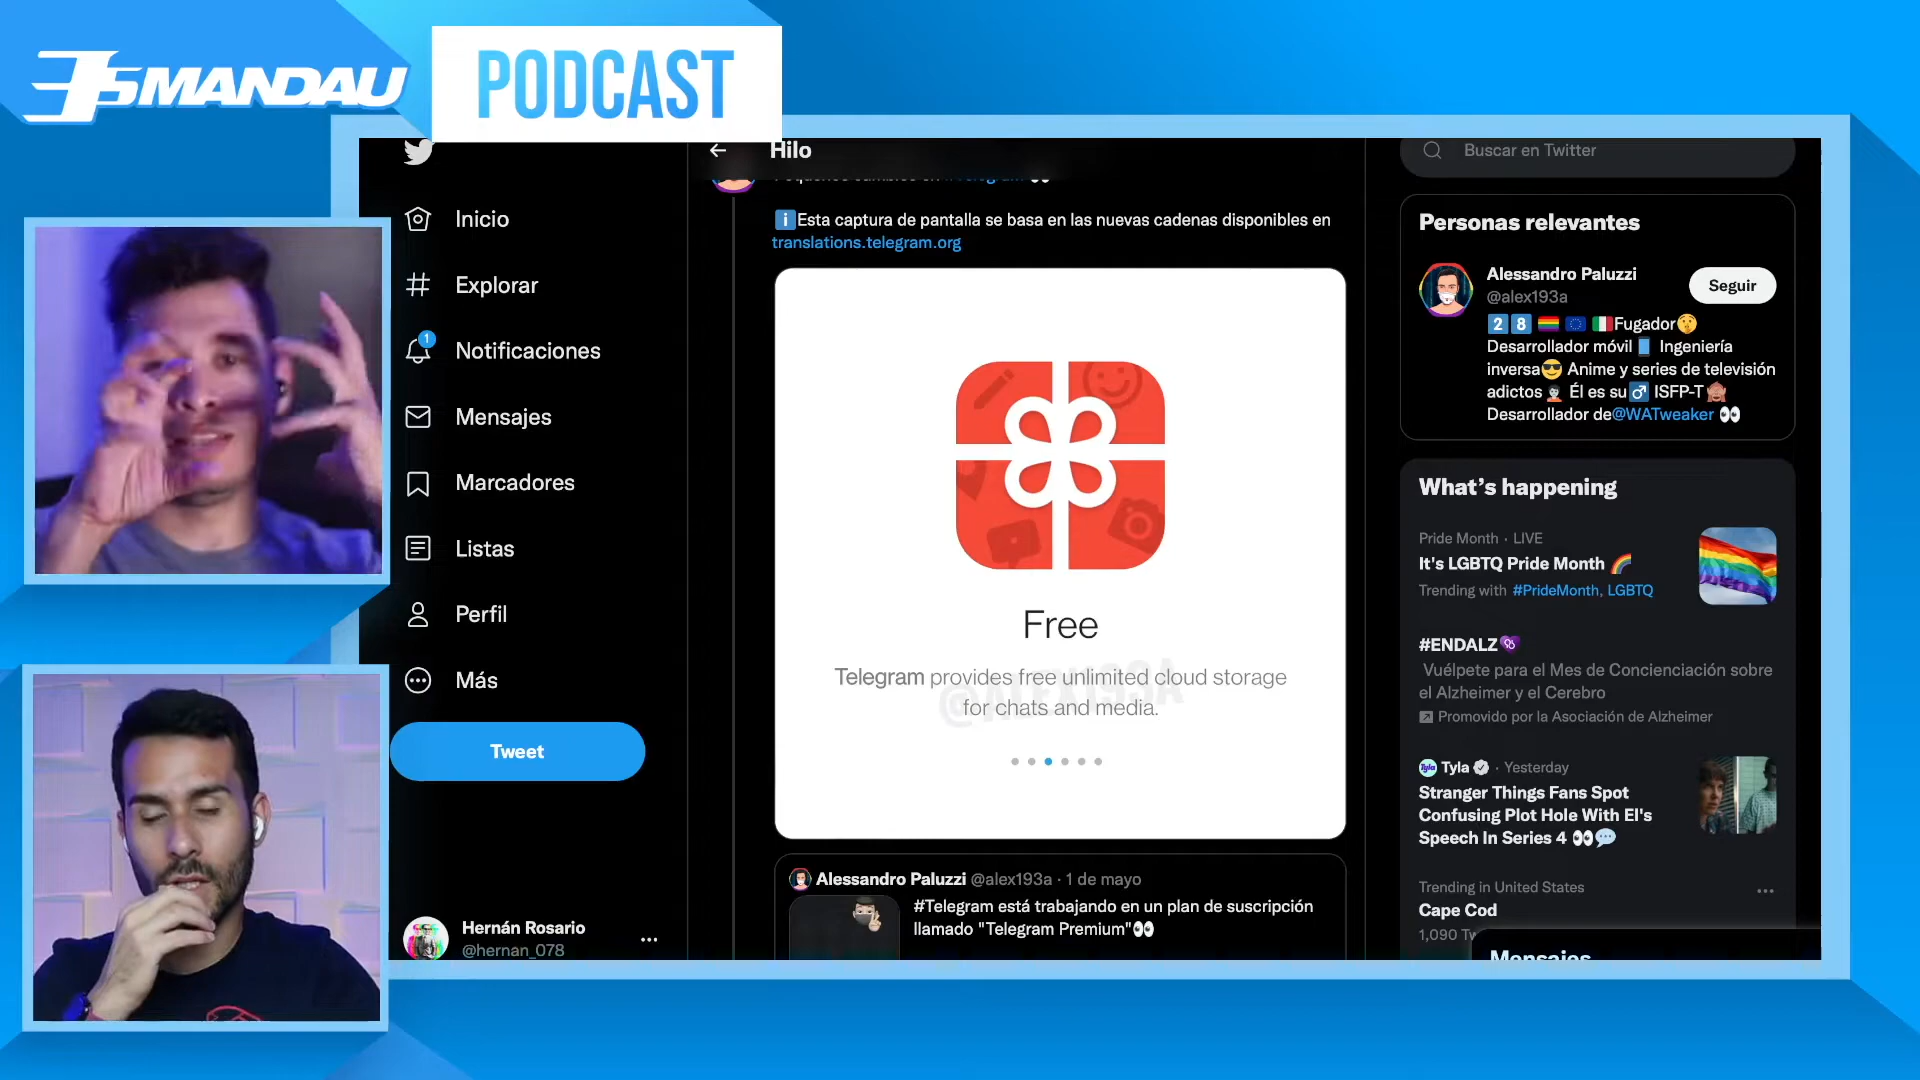 ESMANDAU
PODCAST
Inicio
Explorar
1
Notificaciones
Mensajes
Marcadores
Listas
Perfil
Más
Tweet
Hernán Rosario
@hernan_078
Hilo
Esta captura de pantalla se basa en las nuevas cadenas disponibles en
translations.telegram.org
Free
Telegram provides free unlimited cloud storage
for chats and media.
@ALEX193A
Alessandro Paluzzi @alex193a · 1 de mayo
#Telegram está trabajando en un plan de suscripción
llamado "Telegram Premium"👀
Buscar en Twitter
Personas relevantes
Alessandro Paluzzi
@alex193a
Seguir
2 8 🏳️‍🌈 🇪🇺 🇮🇹Fugador🤫
Desarrollador móvil📱 Ingeniería
inversa😎 Anime y series de televisión
adictos Él es su♂ ISFP-T🙈
Desarrollador de@WATweaker 👀
What's happening
Pride Month · LIVE
It's LGBTQ Pride Month 🌈
Trending with #PrideMonth, LGBTQ
#ENDALZ
Vuélpete para el Mes de Concienciación sobre
el Alzheimer y el Cerebro
Promovido por la Asociación de Alzheimer
Tyla · Yesterday
Stranger Things Fans Spot
Confusing Plot Hole With El's
Speech In Series 4 👀💬
Trending in United States
Cape Cod
1,090
Mensajes